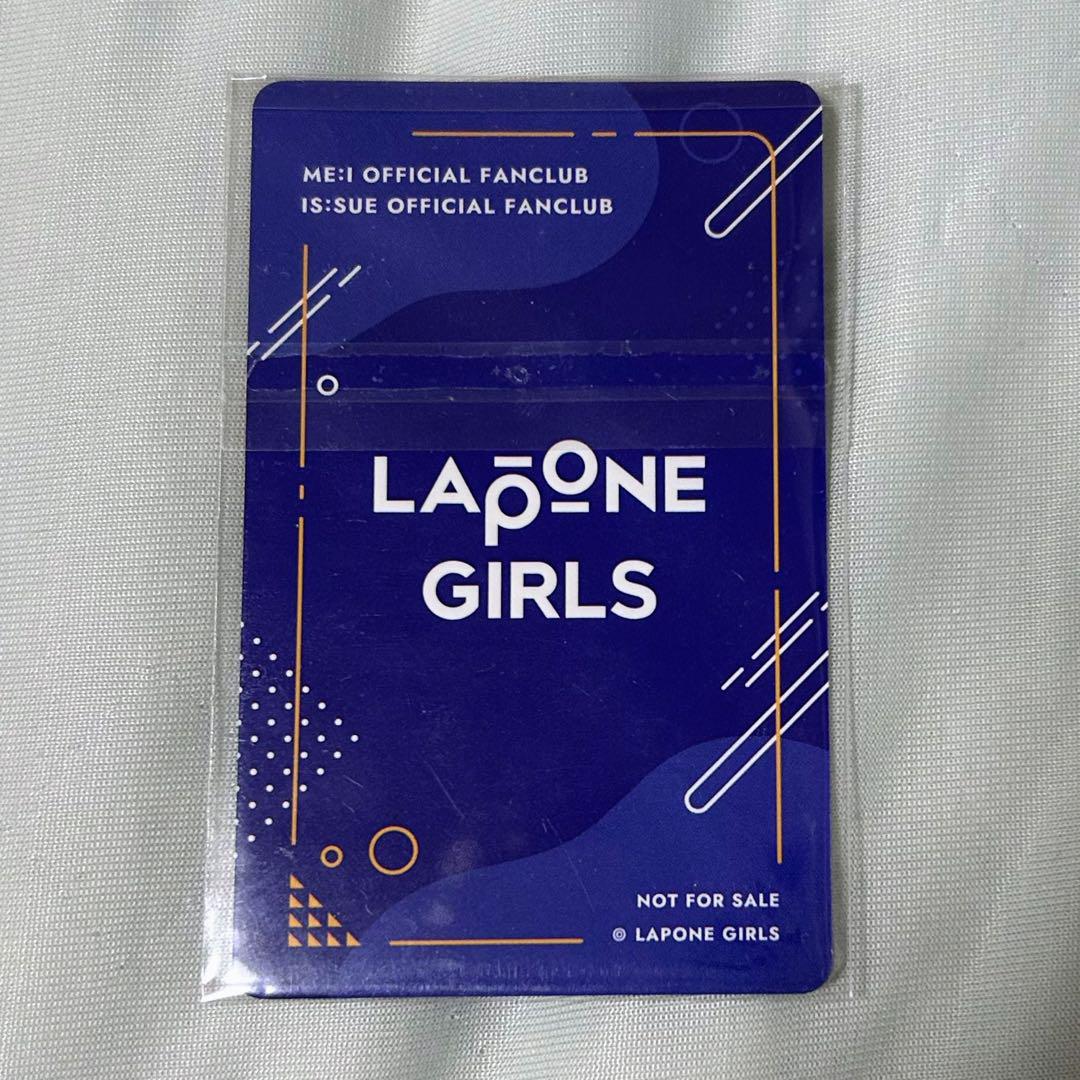 ME:I OFFICIAL FANCLUB
IS:SUE OFFICIAL FANCLUB
LAPONE
GIRLS
NOT FOR SALE
© LAPONE GIRLS